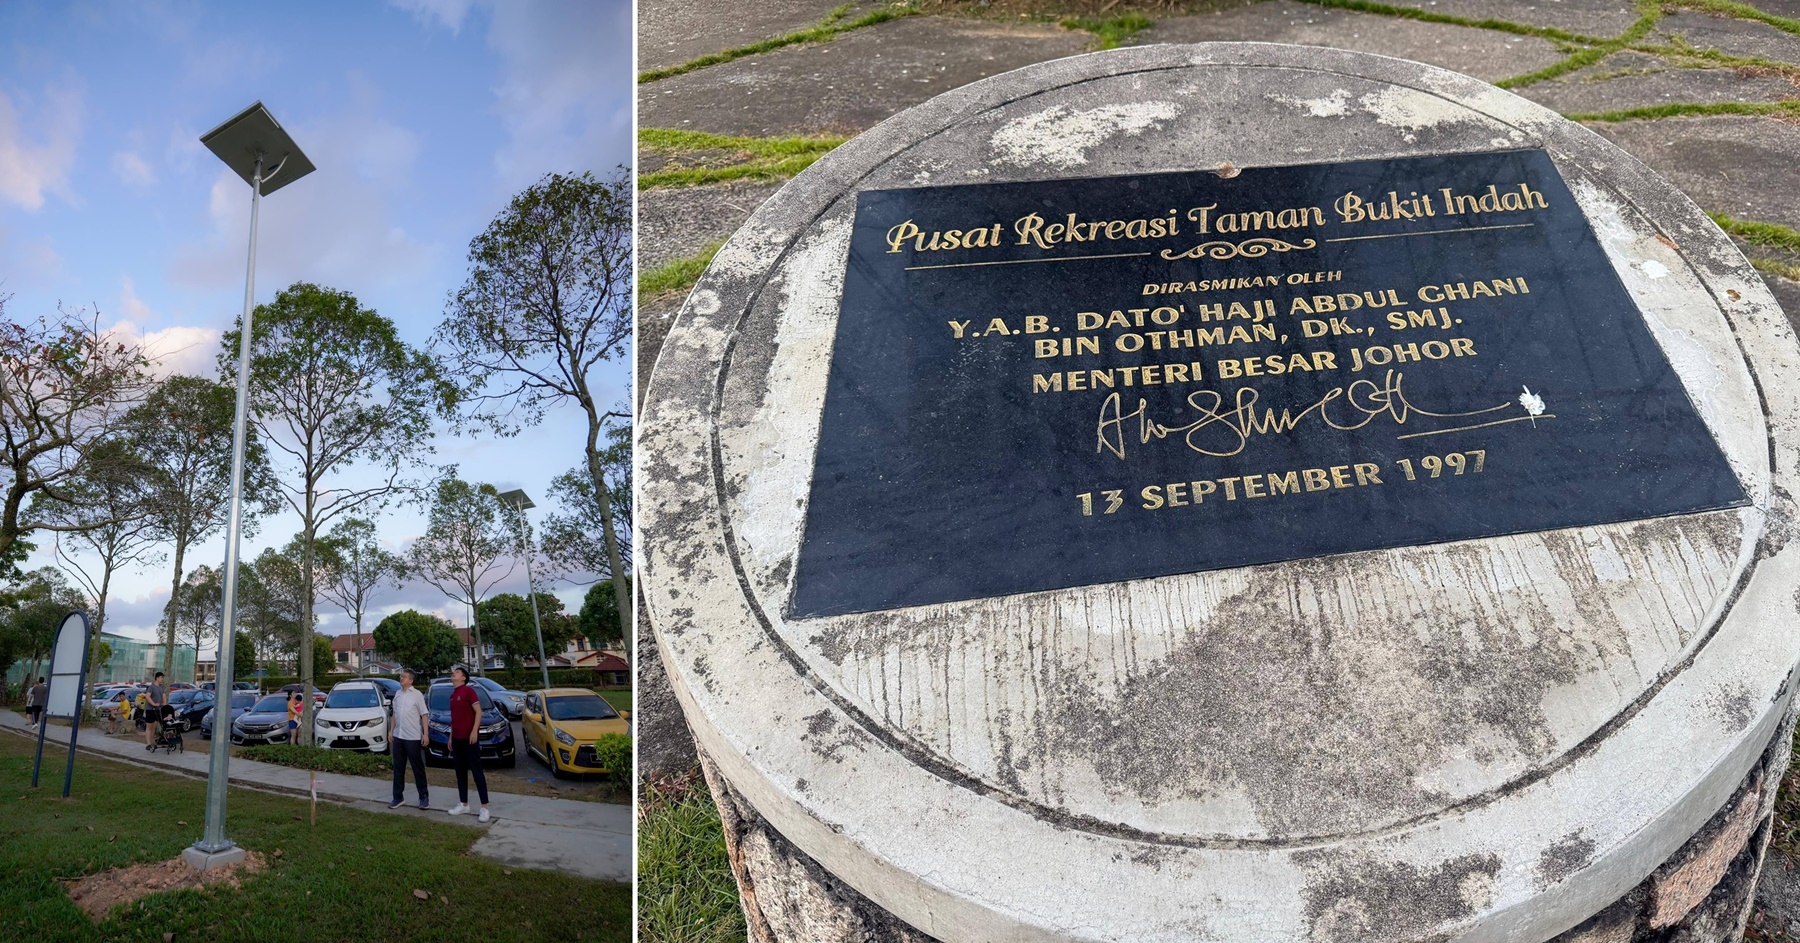 Pusat Rekreasi Taman Bukit Indah
DIRASMIKAN OLEH
Y.A.B. DATO' HAJI ABDUL GHANI
BIN OTHMAN, DK., SMJ.
MENTERI BESAR JOHOR
13 SEPTEMBER 1997